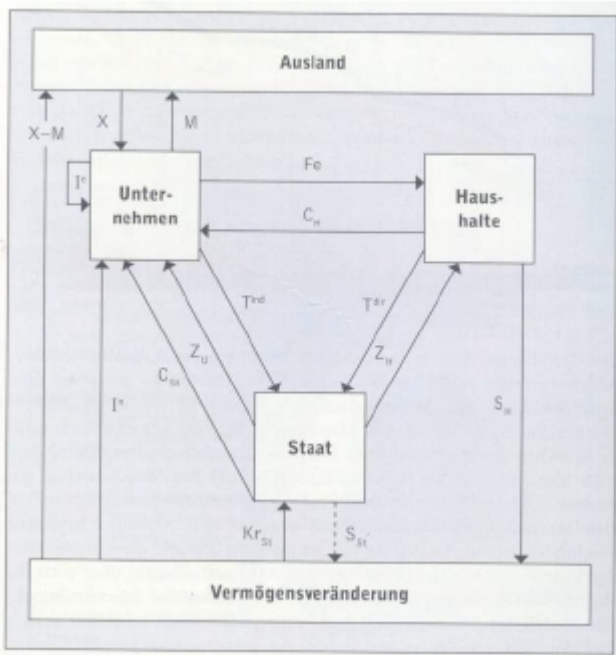 Ausland
X–M
X
M
I^e
Unter-
nehmen
Fe
Haus-
halte
C_H
T^ind
T^dir
Z_U
Z_H
C_St
I^n
Staat
S_H
Kr_St
S_St
Vermögensveränderung